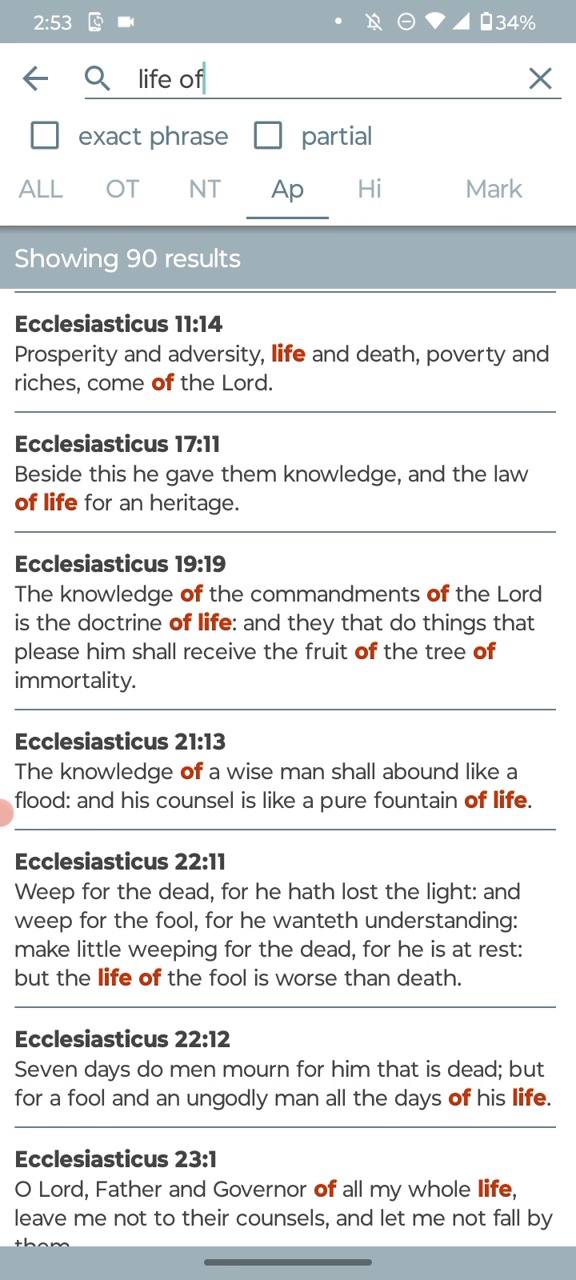 2:53 34%
life of
exact phrase partial
ALL OT NT Ap Hi Mark
Showing 90 results
Ecclesiasticus 11:14
Prosperity and adversity, life and death, poverty and
riches, come of the Lord.
Ecclesiasticus 17:11
Beside this he gave them knowledge, and the law
of life for an heritage.
Ecclesiasticus 19:19
The knowledge of the commandments of the Lord
is the doctrine of life: and they that do things that
please him shall receive the fruit of the tree of
immortality.
Ecclesiasticus 21:13
The knowledge of a wise man shall abound like a
flood: and his counsel is like a pure fountain of life.
Ecclesiasticus 22:11
Weep for the dead, for he hath lost the light: and
weep for the fool, for he wanteth understanding:
make little weeping for the dead, for he is at rest:
but the life of the fool is worse than death.
Ecclesiasticus 22:12
Seven days do men mourn for him that is dead; but
for a fool and an ungodly man all the days of his life.
Ecclesiasticus 23:1
O Lord, Father and Governor of all my whole life,
leave me not to their counsels, and let me not fall by
them.